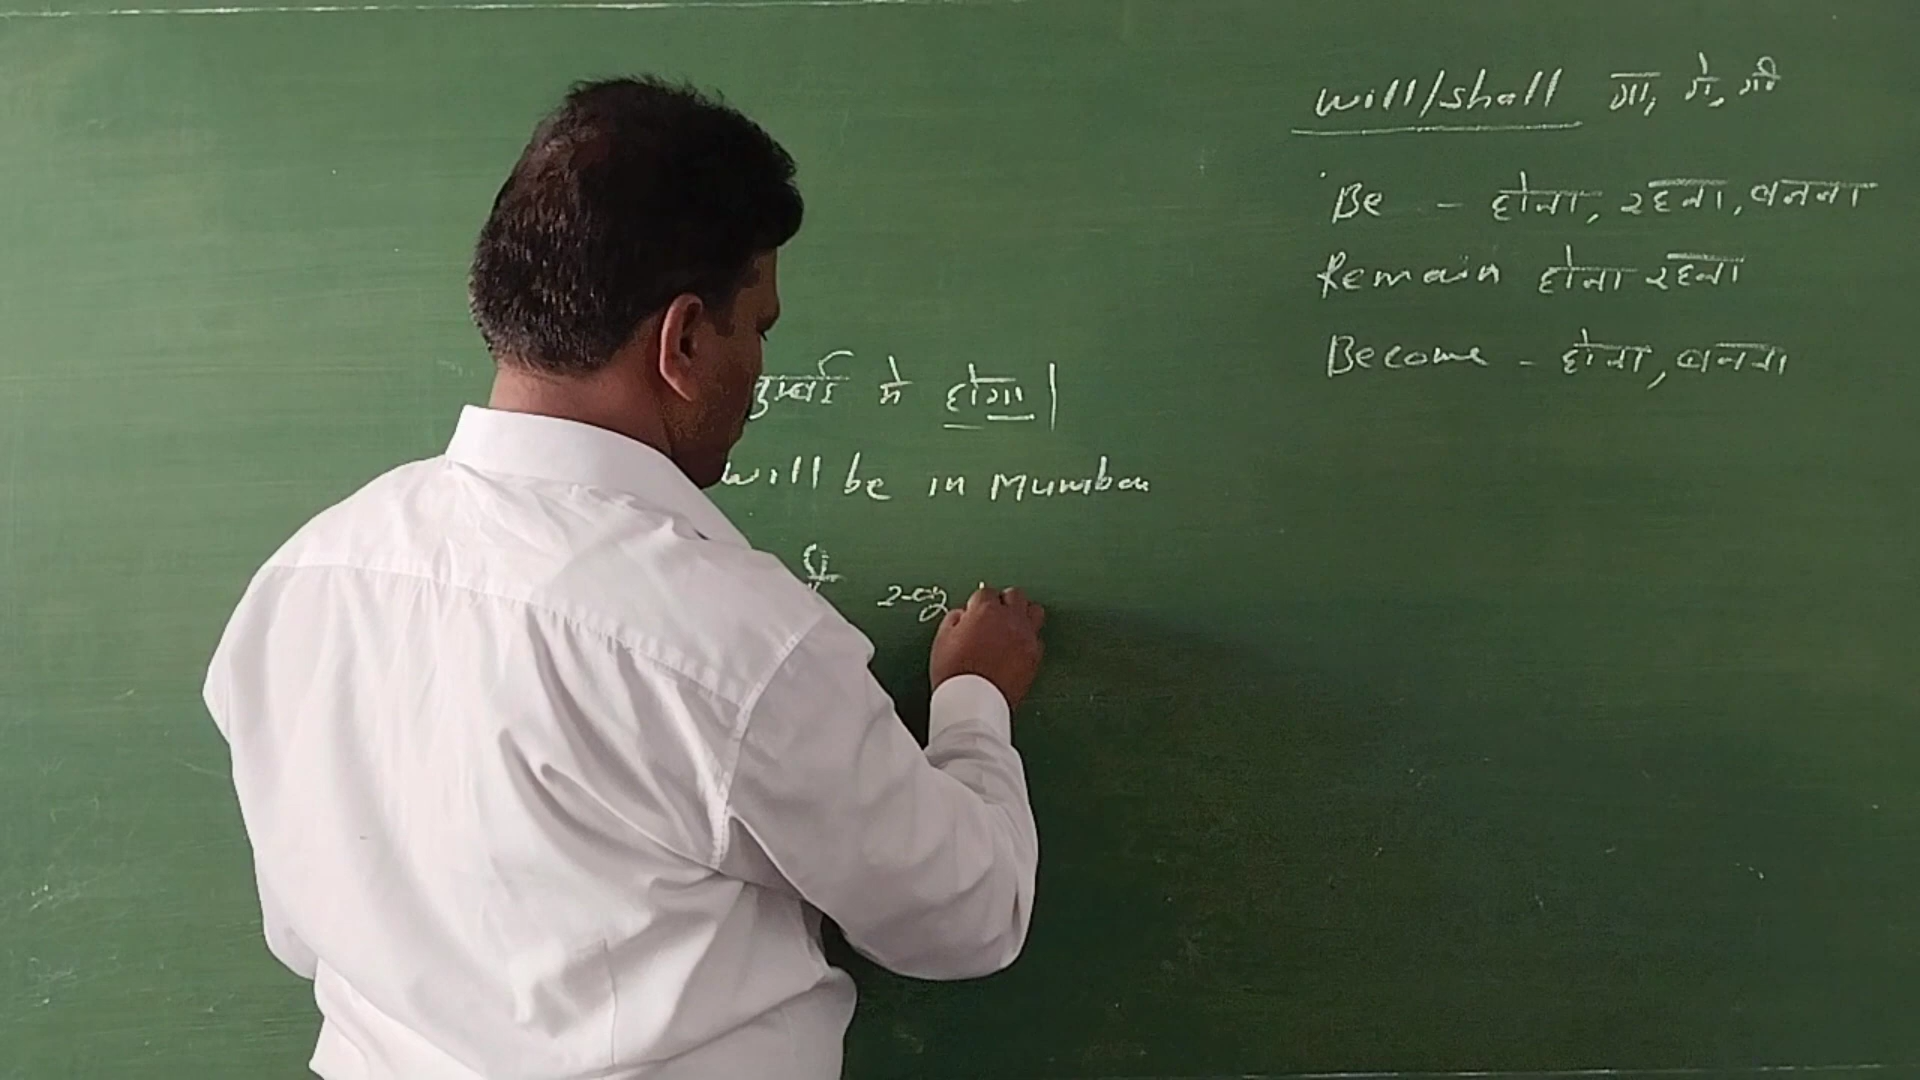 will/shall गा, गे, गी
Be - होना, रहना, बनना
Remain होना रहना
Become - होना, बनना
मुम्बई में होगा।
will be in Mumbai